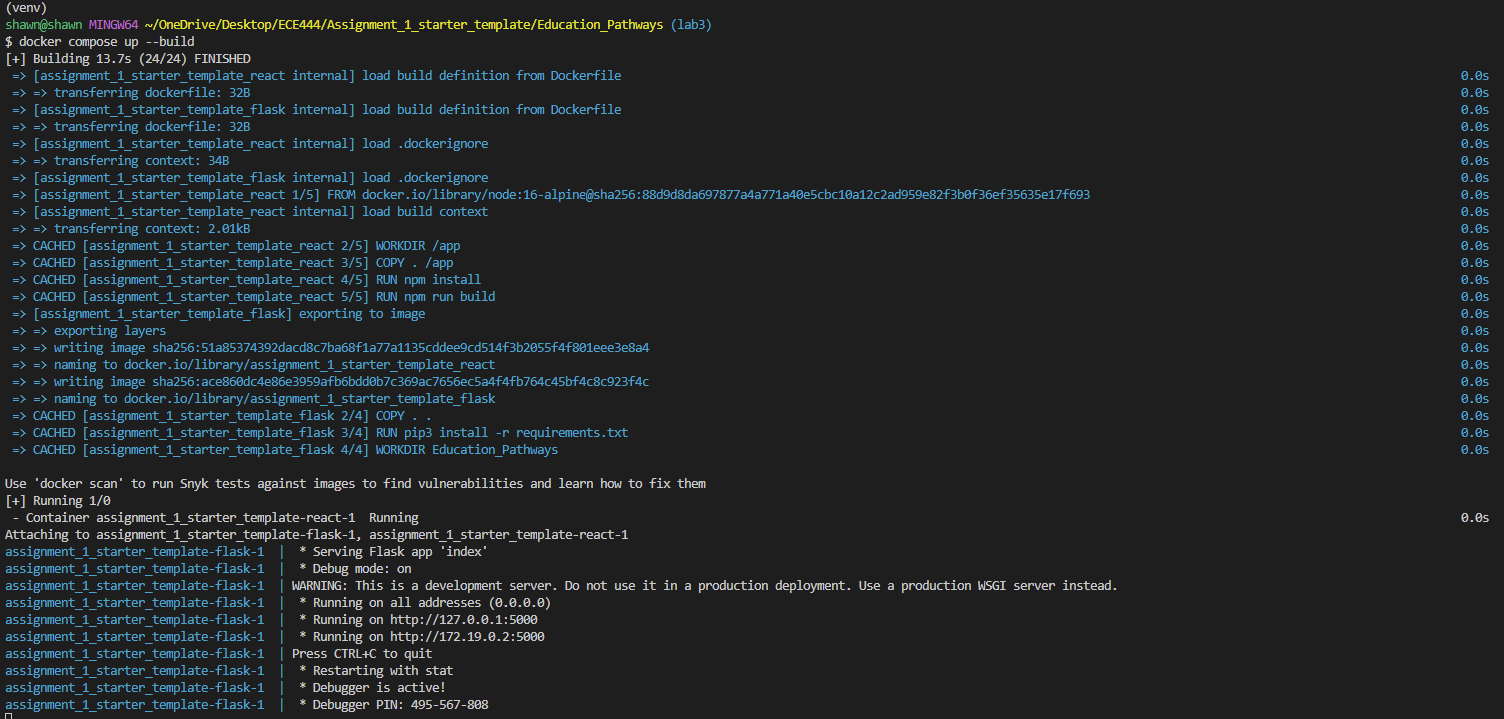 (venv)
shawn@shawn MINGW64 ~/OneDrive/Desktop/ECE444/Assignment_1_starter_template/Education_Pathways (lab3)
$ docker compose up --build
[+] Building 13.7s (24/24) FINISHED
=> [assignment_1_starter_template_react internal] load build definition from Dockerfile 0.0s
=> => transferring dockerfile: 32B 0.0s
=> [assignment_1_starter_template_flask internal] load build definition from Dockerfile 0.0s
=> => transferring dockerfile: 32B 0.0s
=> [assignment_1_starter_template_react internal] load .dockerignore 0.0s
=> => transferring context: 34B 0.0s
=> [assignment_1_starter_template_flask internal] load .dockerignore 0.0s
=> [assignment_1_starter_template_react 1/5] FROM docker.io/library/node:16-alpine@sha256:88d9d8da697877a4a771a40e5cbc10a12c2ad959e82f3b0f36ef35635e17f693 0.0s
=> [assignment_1_starter_template_react internal] load build context 0.0s
=> => transferring context: 2.01kB 0.0s
=> CACHED [assignment_1_starter_template_react 2/5] WORKDIR /app 0.0s
=> CACHED [assignment_1_starter_template_react 3/5] COPY . /app 0.0s
=> CACHED [assignment_1_starter_template_react 4/5] RUN npm install 0.0s
=> CACHED [assignment_1_starter_template_react 5/5] RUN npm run build 0.0s
=> [assignment_1_starter_template_flask] exporting to image 0.0s
=> => exporting layers 0.0s
=> => writing image sha256:51a85374392dacd8c7ba68f1a77a1135cddee9cd514f3b2055f4f801eee3e8a4 0.0s
=> => naming to docker.io/library/assignment_1_starter_template_react 0.0s
=> => writing image sha256:ace860dc4e86e3959afb6bdd0b7c369ac7656ec5a4f4fb764c45bf4c8c923f4c 0.0s
=> => naming to docker.io/library/assignment_1_starter_template_flask 0.0s
=> CACHED [assignment_1_starter_template_flask 2/4] COPY . . 0.0s
=> CACHED [assignment_1_starter_template_flask 3/4] RUN pip3 install -r requirements.txt 0.0s
=> CACHED [assignment_1_starter_template_flask 4/4] WORKDIR Education_Pathways 0.0s
Use 'docker scan' to run Snyk tests against images to find vulnerabilities and learn how to fix them
[+] Running 1/0
- Container assignment_1_starter_template-react-1  Running 0.0s
Attaching to assignment_1_starter_template-flask-1, assignment_1_starter_template-react-1
assignment_1_starter_template-flask-1  |  * Serving Flask app 'index'
assignment_1_starter_template-flask-1  |  * Debug mode: on
assignment_1_starter_template-flask-1  | WARNING: This is a development server. Do not use it in a production deployment. Use a production WSGI server instead.
assignment_1_starter_template-flask-1  |  * Running on all addresses (0.0.0.0)
assignment_1_starter_template-flask-1  |  * Running on http://127.0.0.1:5000
assignment_1_starter_template-flask-1  |  * Running on http://172.19.0.2:5000
assignment_1_starter_template-flask-1  | Press CTRL+C to quit
assignment_1_starter_template-flask-1  |  * Restarting with stat
assignment_1_starter_template-flask-1  |  * Debugger is active!
assignment_1_starter_template-flask-1  |  * Debugger PIN: 495-567-808